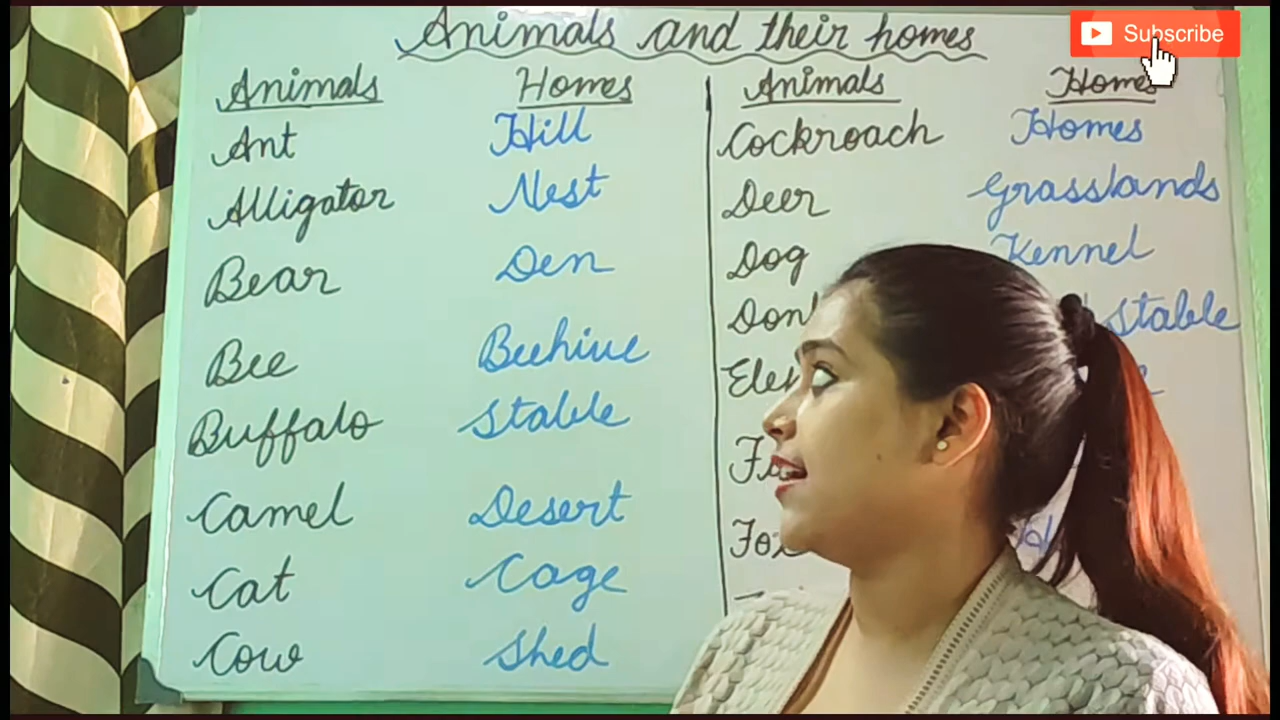 Animals and their homes
Subscribe
Animals Homes Animals Homes
Ant Hill Cockroach Homes
Alligator Nest Deer Grasslands
Bear Den Dog Kennel
Bee Beehive Stable
Buffalo Stable
Camel Desert
Cat Cage
Cow Shed